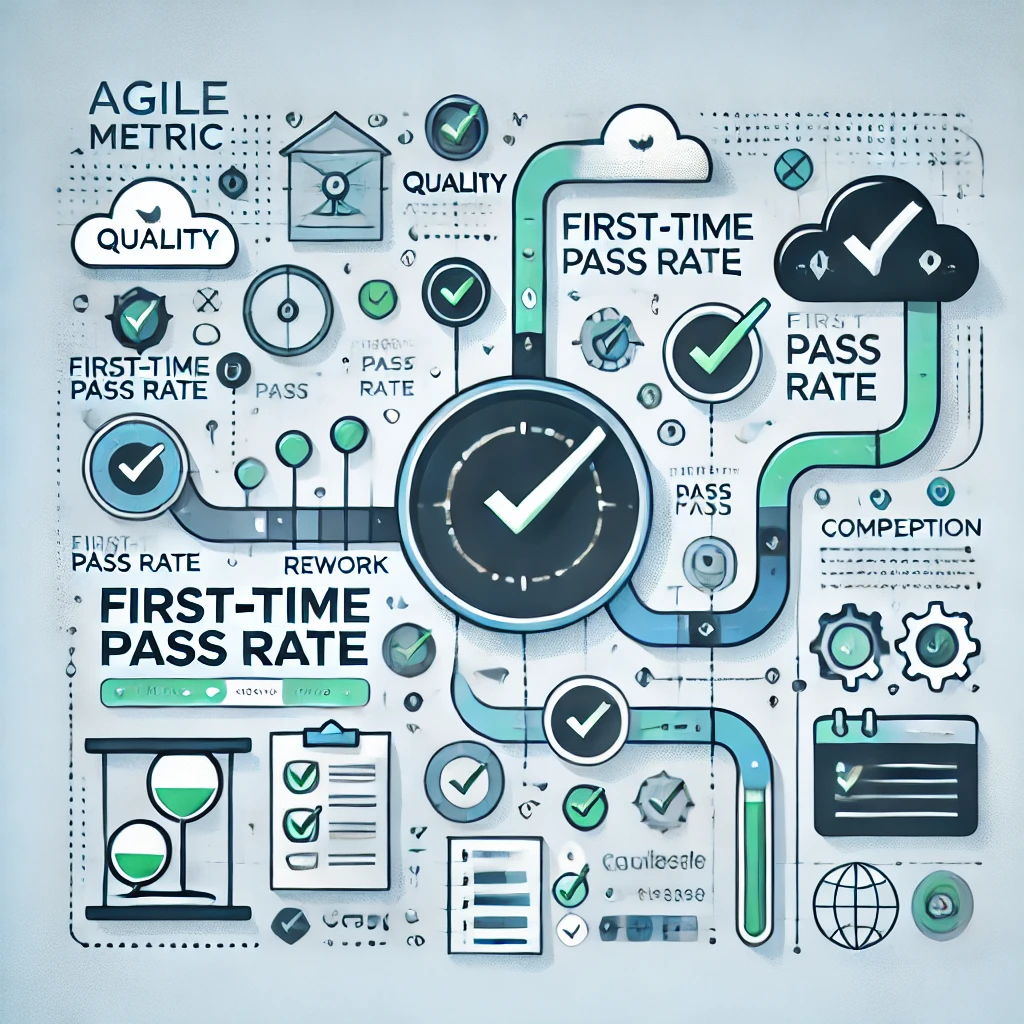 AGILE
METRIC
QUALITY
QUALITY
FIRST-TIME
PASS RATE
FIRST
PASS
RATE
FIRST-TIME
PASS RATE
PASS
PASS
RATE
PASS
PASS
COMPEPTION
FIRST-
PASS RATE
REWORK
FIRST-TIME
PASS RATE